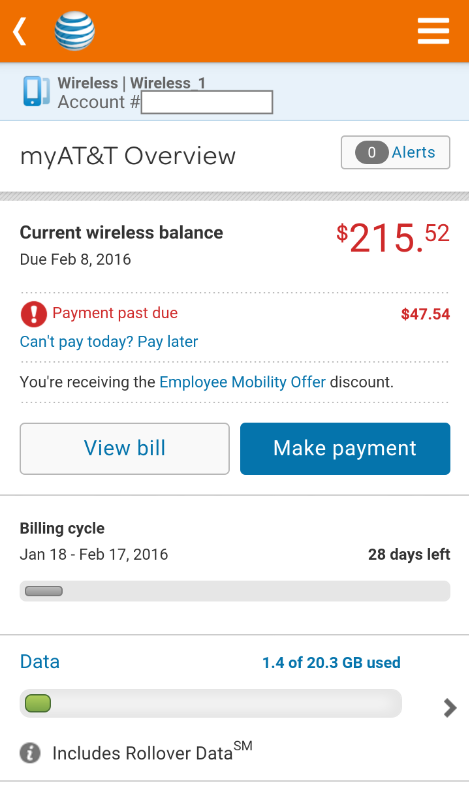 Wireless | Wireless_1
Account #
myAT&T Overview
0 Alerts
Current wireless balance
$215.52
Due Feb 8, 2016
Payment past due
$47.54
Can't pay today? Pay later
You're receiving the Employee Mobility Offer discount.
View bill
Make payment
Billing cycle
Jan 18 - Feb 17, 2016
28 days left
Data
1.4 of 20.3 GB used
Includes Rollover Data℠